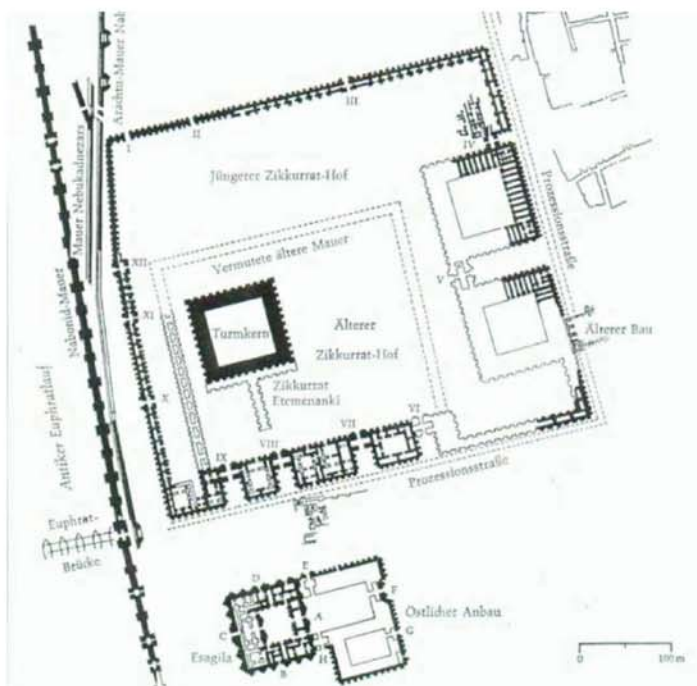 Arachtu-Mauer Nab
Mauer Nebukadnezars
Nabonid-Mauer
Antiker Euphratlauf
I
II
III
IV
Jüngerer Zikkurrat-Hof
Prozessionsstraße
XII
Vermutete ältere Mauer
V
XI
Turmkern
Älterer
Zikkurrat-Hof
Älterer Bau
Zikkurrat
Etemenanki
X
VI
VII
VIII
IX
Prozessionsstraße
Euphrat-
Brücke
E
D
F
Östlicher Anbau
A
G
C
Esagila
H
B
0
100 m